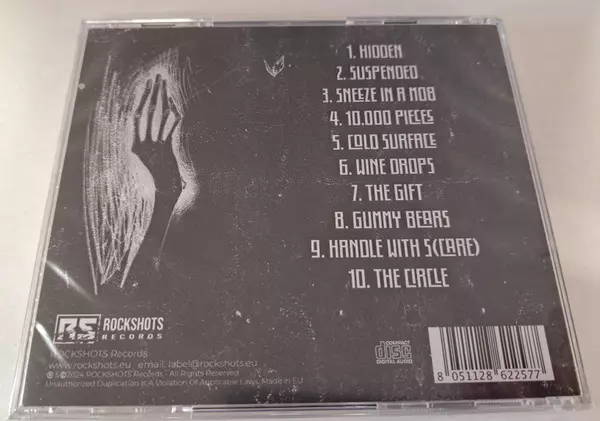 1. HIDDEN
2. SUSPENDED
3. SNEEZE IN A MOB
4. 10.000 PIECES
5. COLD SURFACE
6. WINE DROPS
7. THE GIFT
8. GUMMY BEARS
9. HANDLE WITH S(CARE)
10. THE CIRCLE
RS ROCKSHOTS
RECORDS
ROCKSHOTS Records
www.rockshots.eu email: label@rockshots.eu
℗ & ©2024 ROCKSHOTS Records - All Rights Reserved
Unauthorized Duplication Is A Violation Of Applicable Laws. Made in EU
COMPACT
disc
DIGITAL AUDIO
8 051128 622577